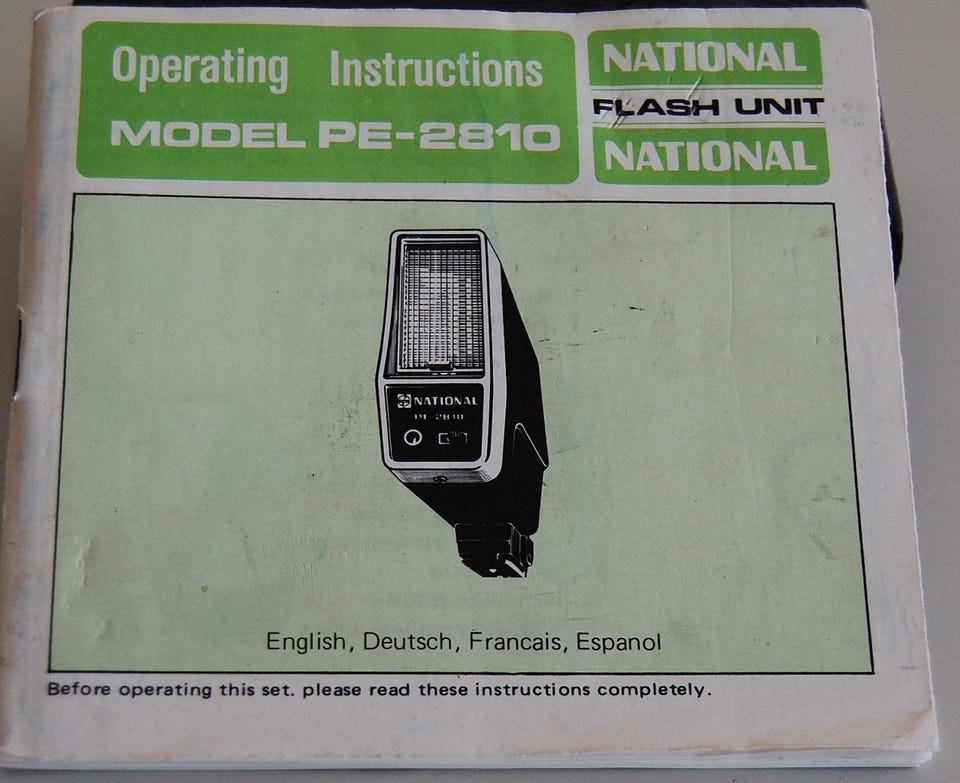 Operating Instructions
MODEL PE-2810
NATIONAL
FLASH UNIT
NATIONAL
NATIONAL
PE-2810
English, Deutsch, Francais, Espanol
Before operating this set. please read these instructions completely.